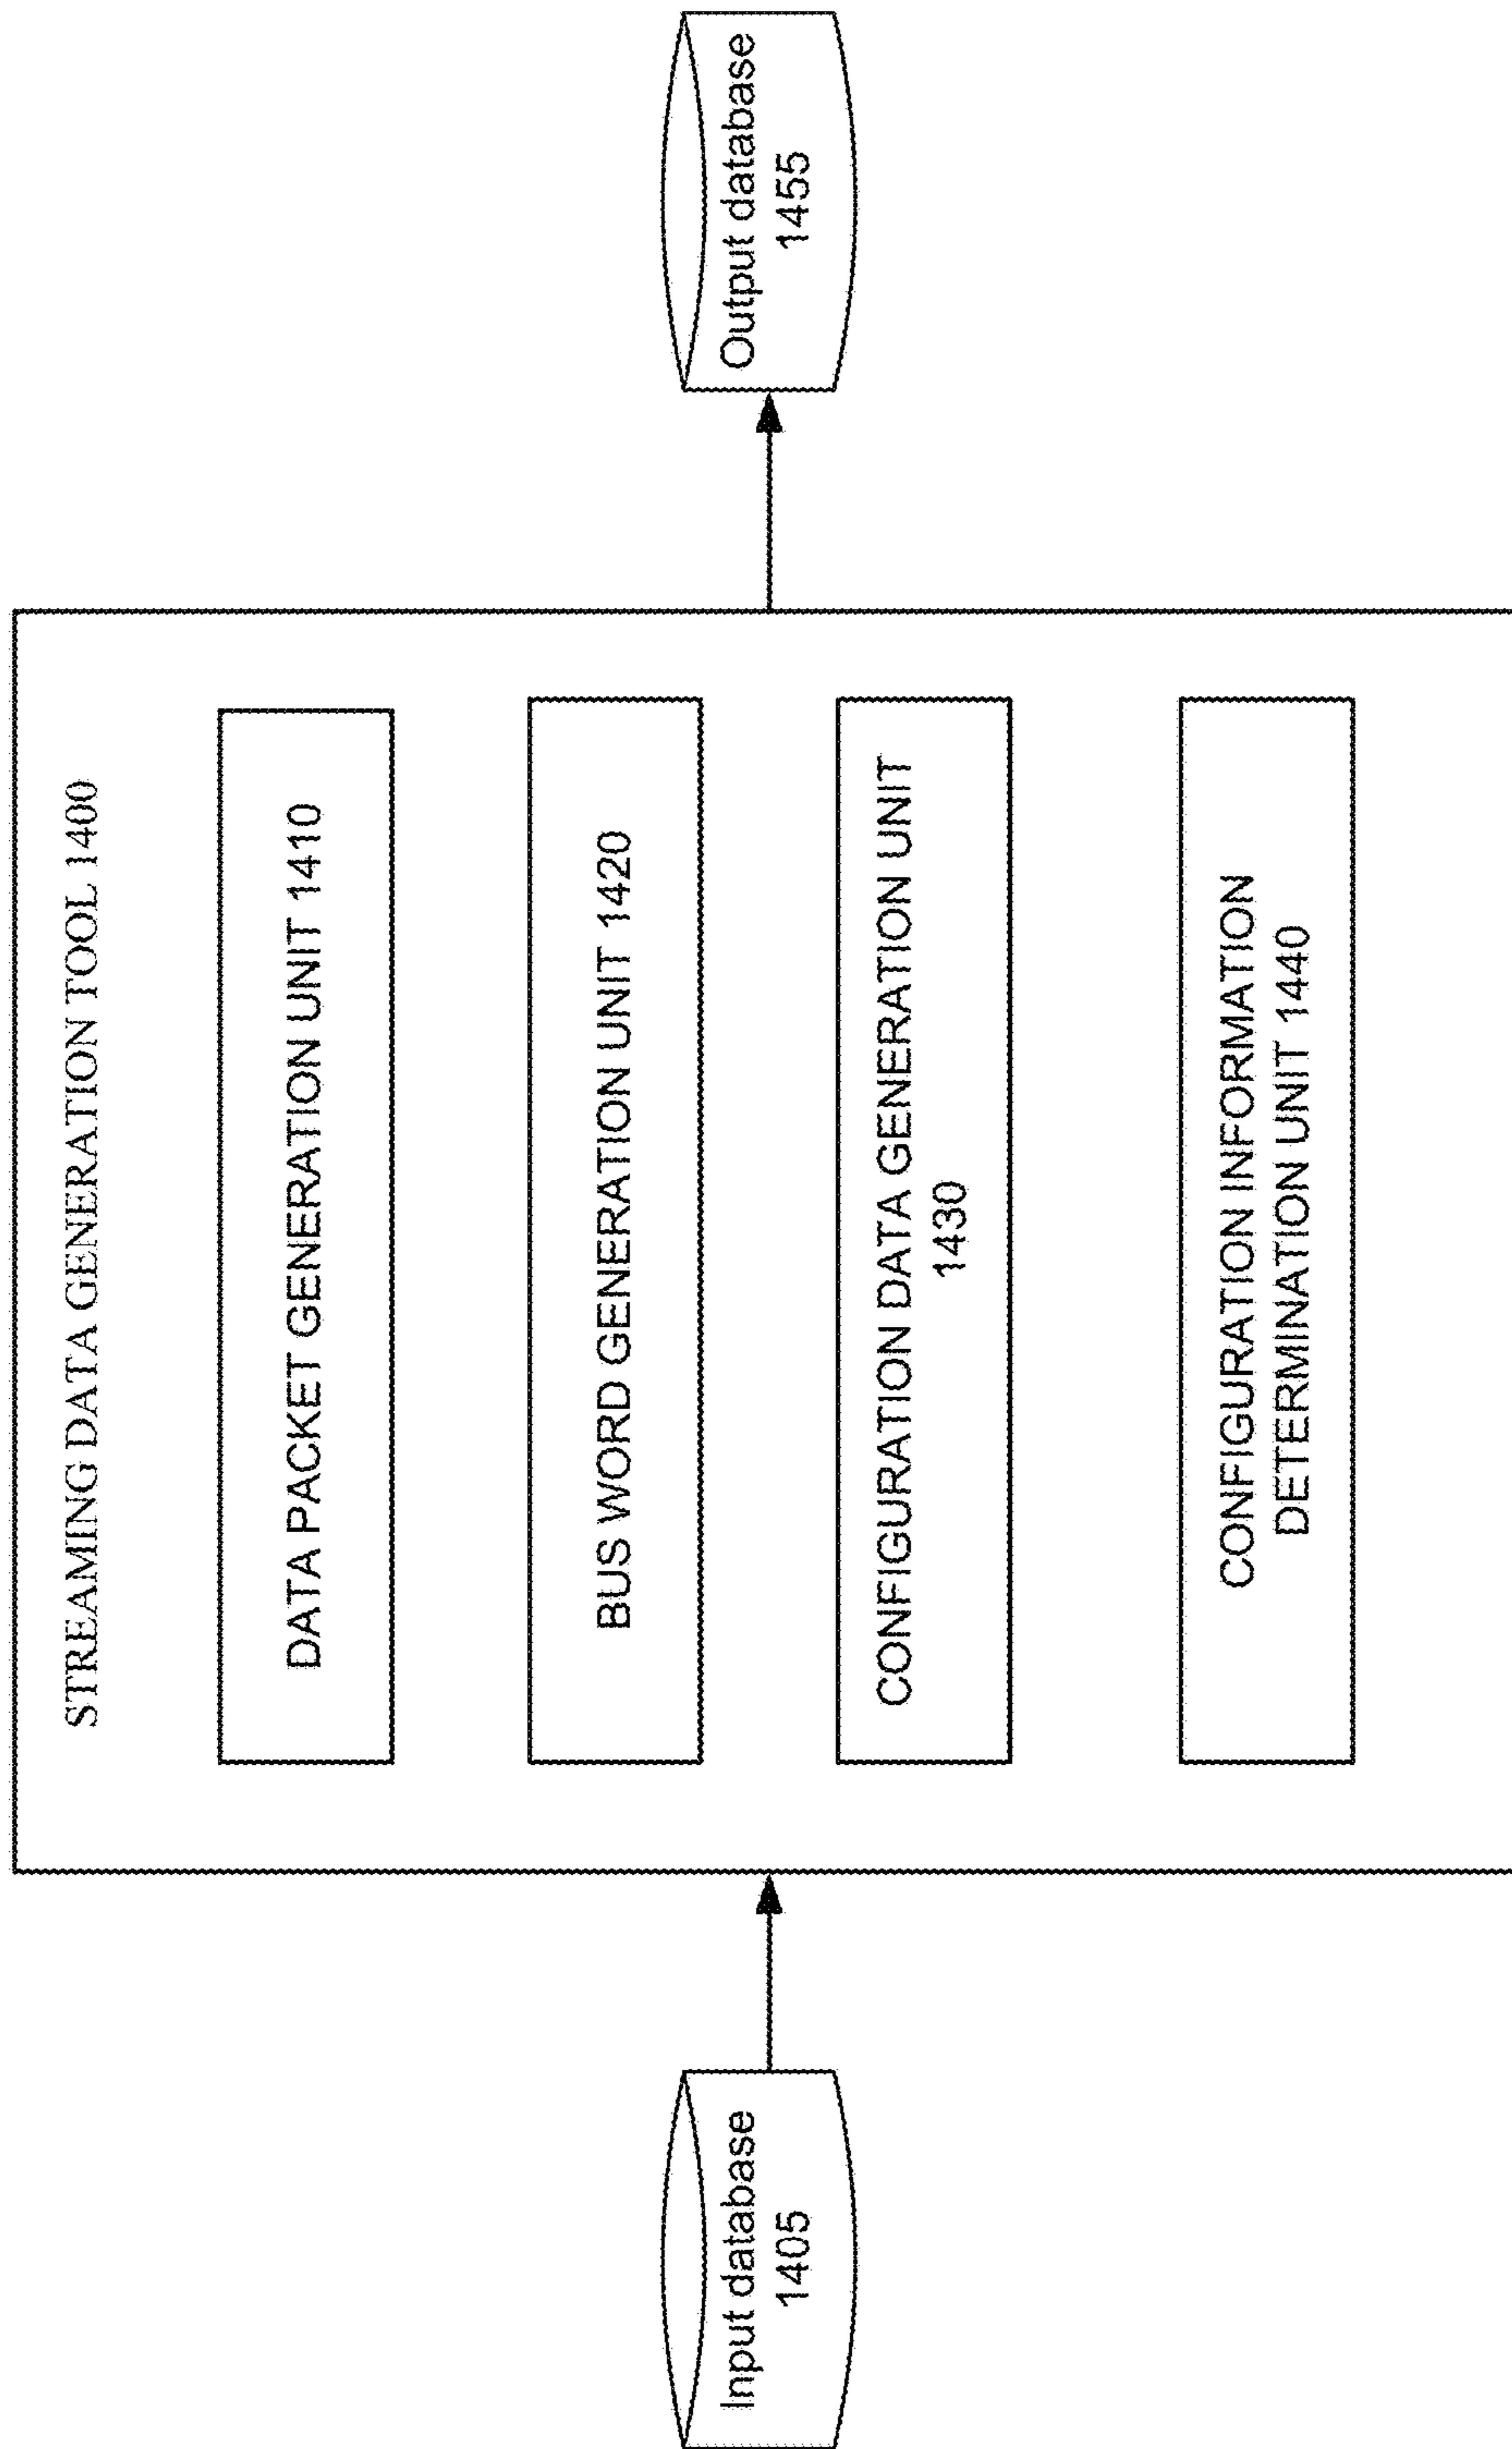 STREAMING DATA GENERATION TOOL 1400
DATA PACKET GENERATION UNIT 1410
BUS WORD GENERATION UNIT 1420
CONFIGURATION DATA GENERATION UNIT
1430
CONFIGURATION INFORMATION
DETERMINATION UNIT 1440
Input database
1405
Output database
1455